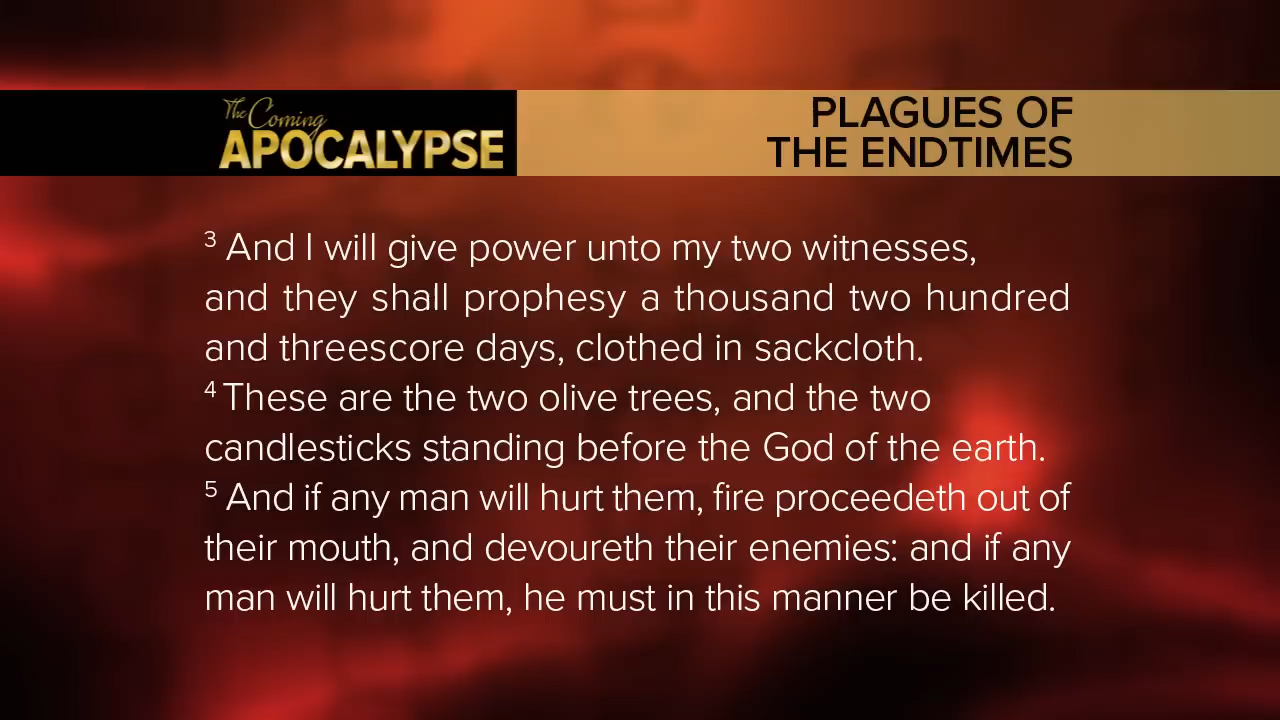 The Coming
APOCALYPSE
PLAGUES OF
THE ENDTIMES
3 And I will give power unto my two witnesses,
and they shall prophesy a thousand two hundred
and threescore days, clothed in sackcloth.
4 These are the two olive trees, and the two
candlesticks standing before the God of the earth.
5 And if any man will hurt them, fire proceedeth out of
their mouth, and devoureth their enemies: and if any
man will hurt them, he must in this manner be killed.